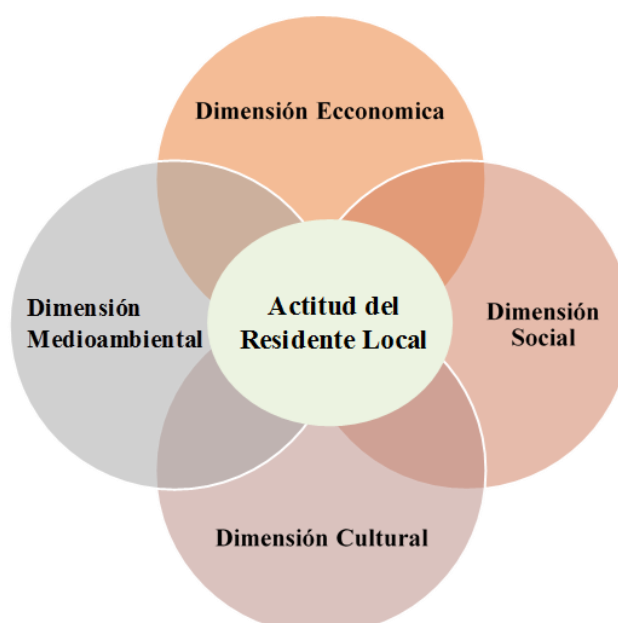 Dimensión Ecconomica
Dimensión
Medioambiental
Actitud del
Residente Local
Dimensión
Social
Dimensión Cultural